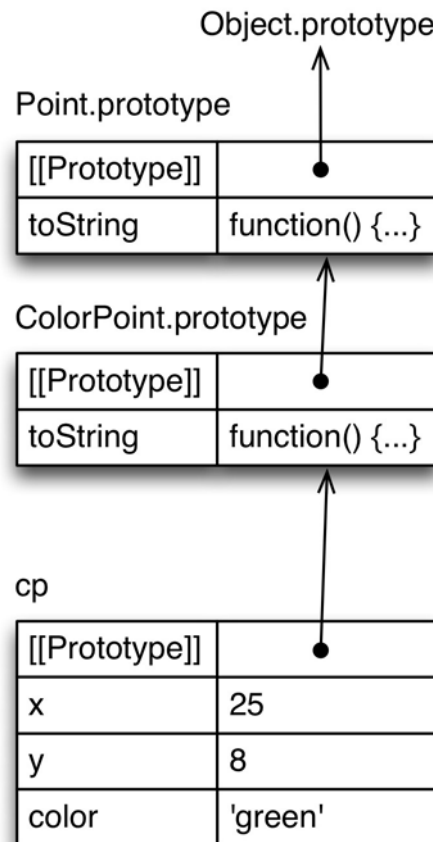 Object.prototype
Point.prototype
[[Prototype]]
toString function() {...}
ColorPoint.prototype
[[Prototype]]
toString function() {...}
cp
[[Prototype]]
x 25
y 8
color 'green'